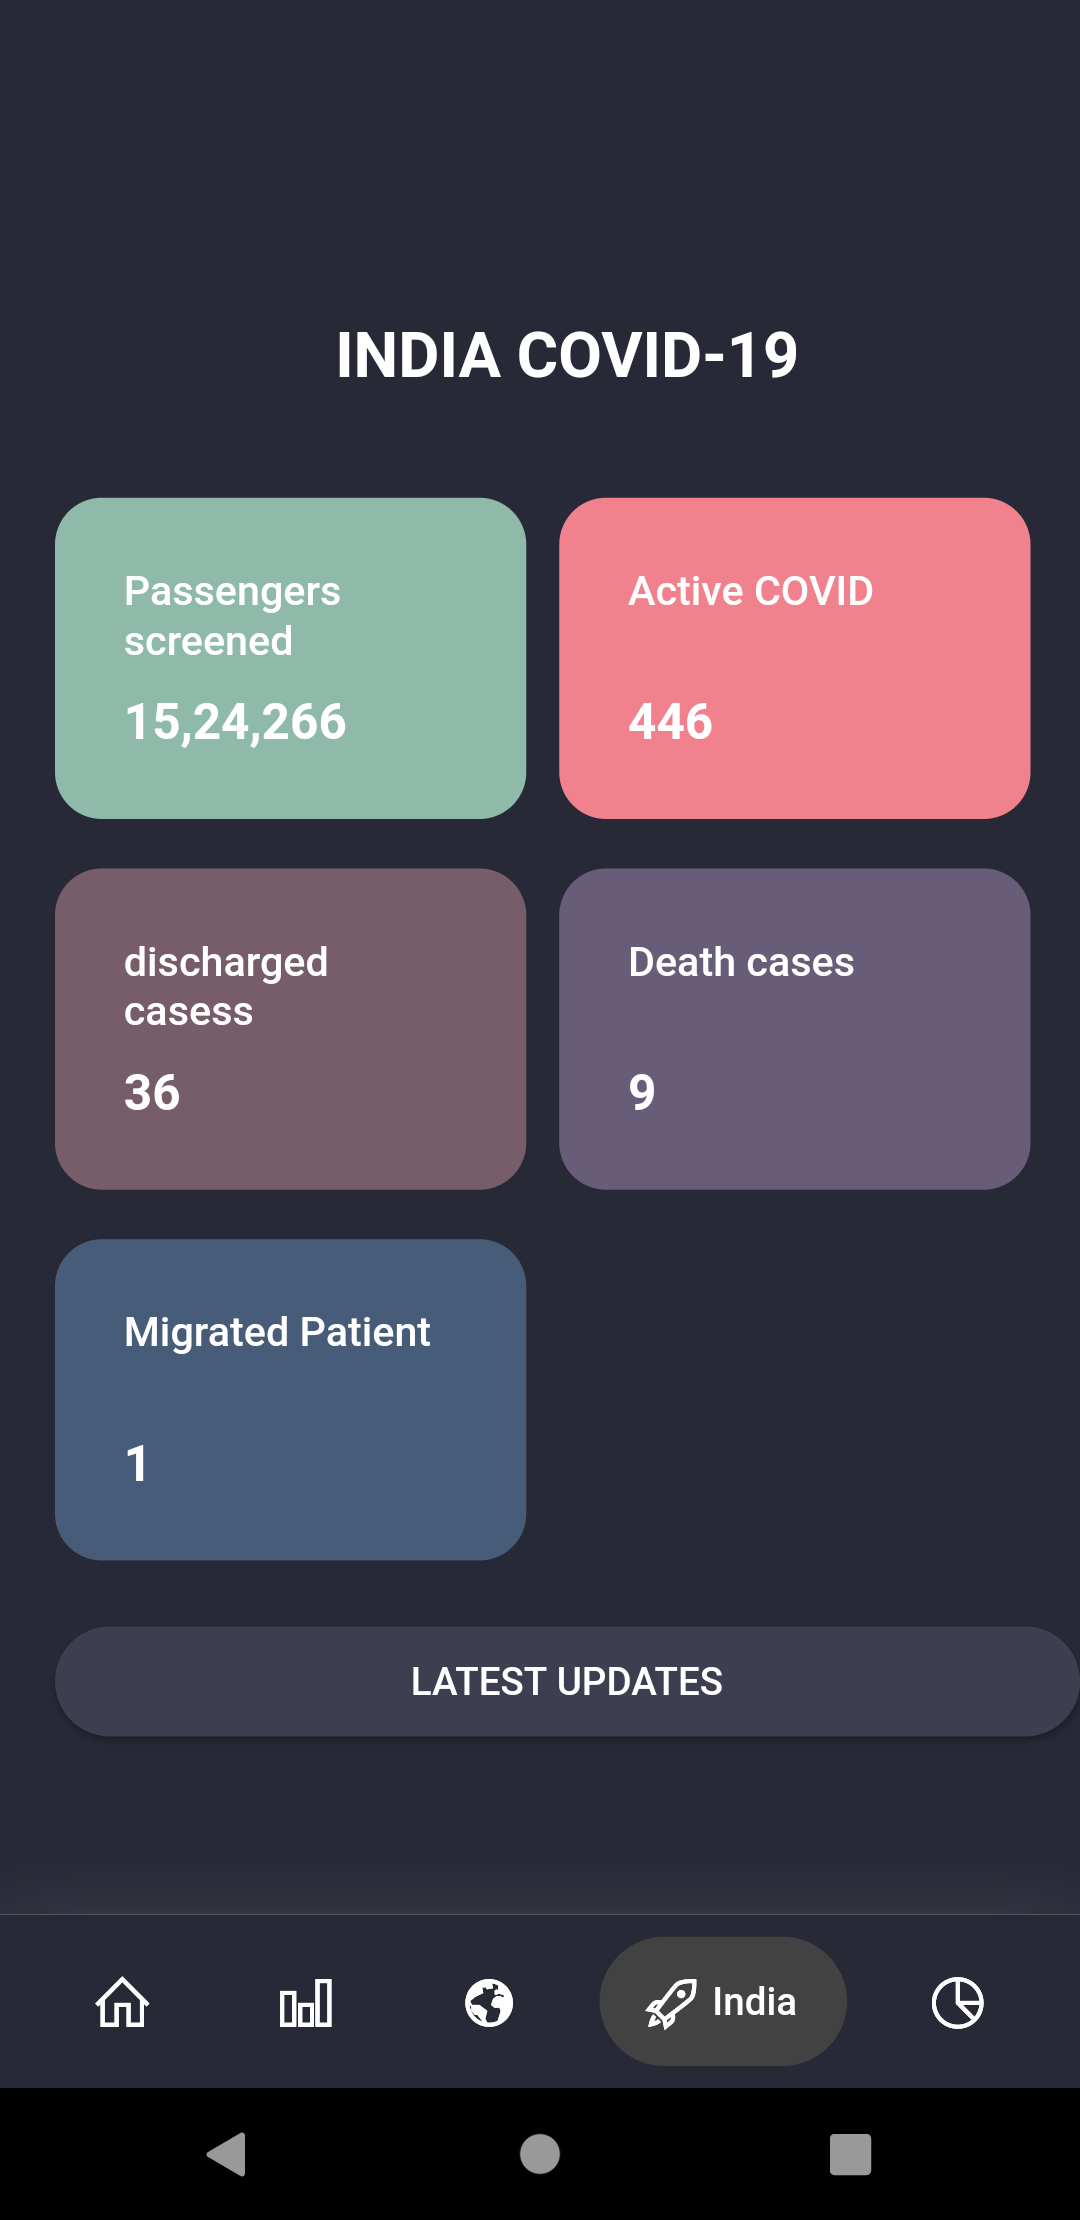 INDIA COVID-19
Passengers
screened
15,24,266
Active COVID
446
discharged
casess
36
Death cases
9
Migrated Patient
1
LATEST UPDATES
India